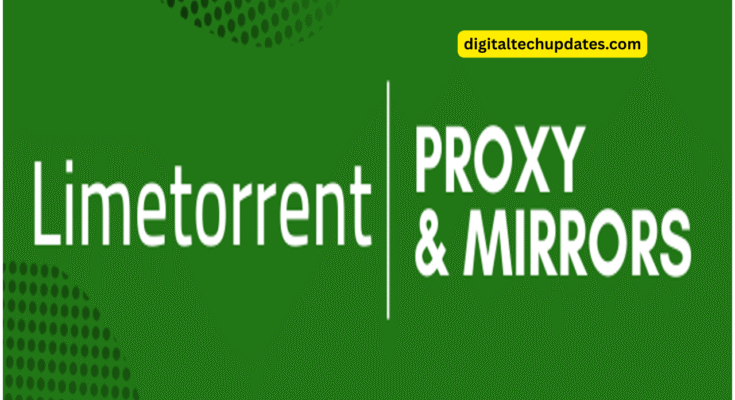 digitaltechupdates.com
Limetorrent
PROXY
& MIRRORS